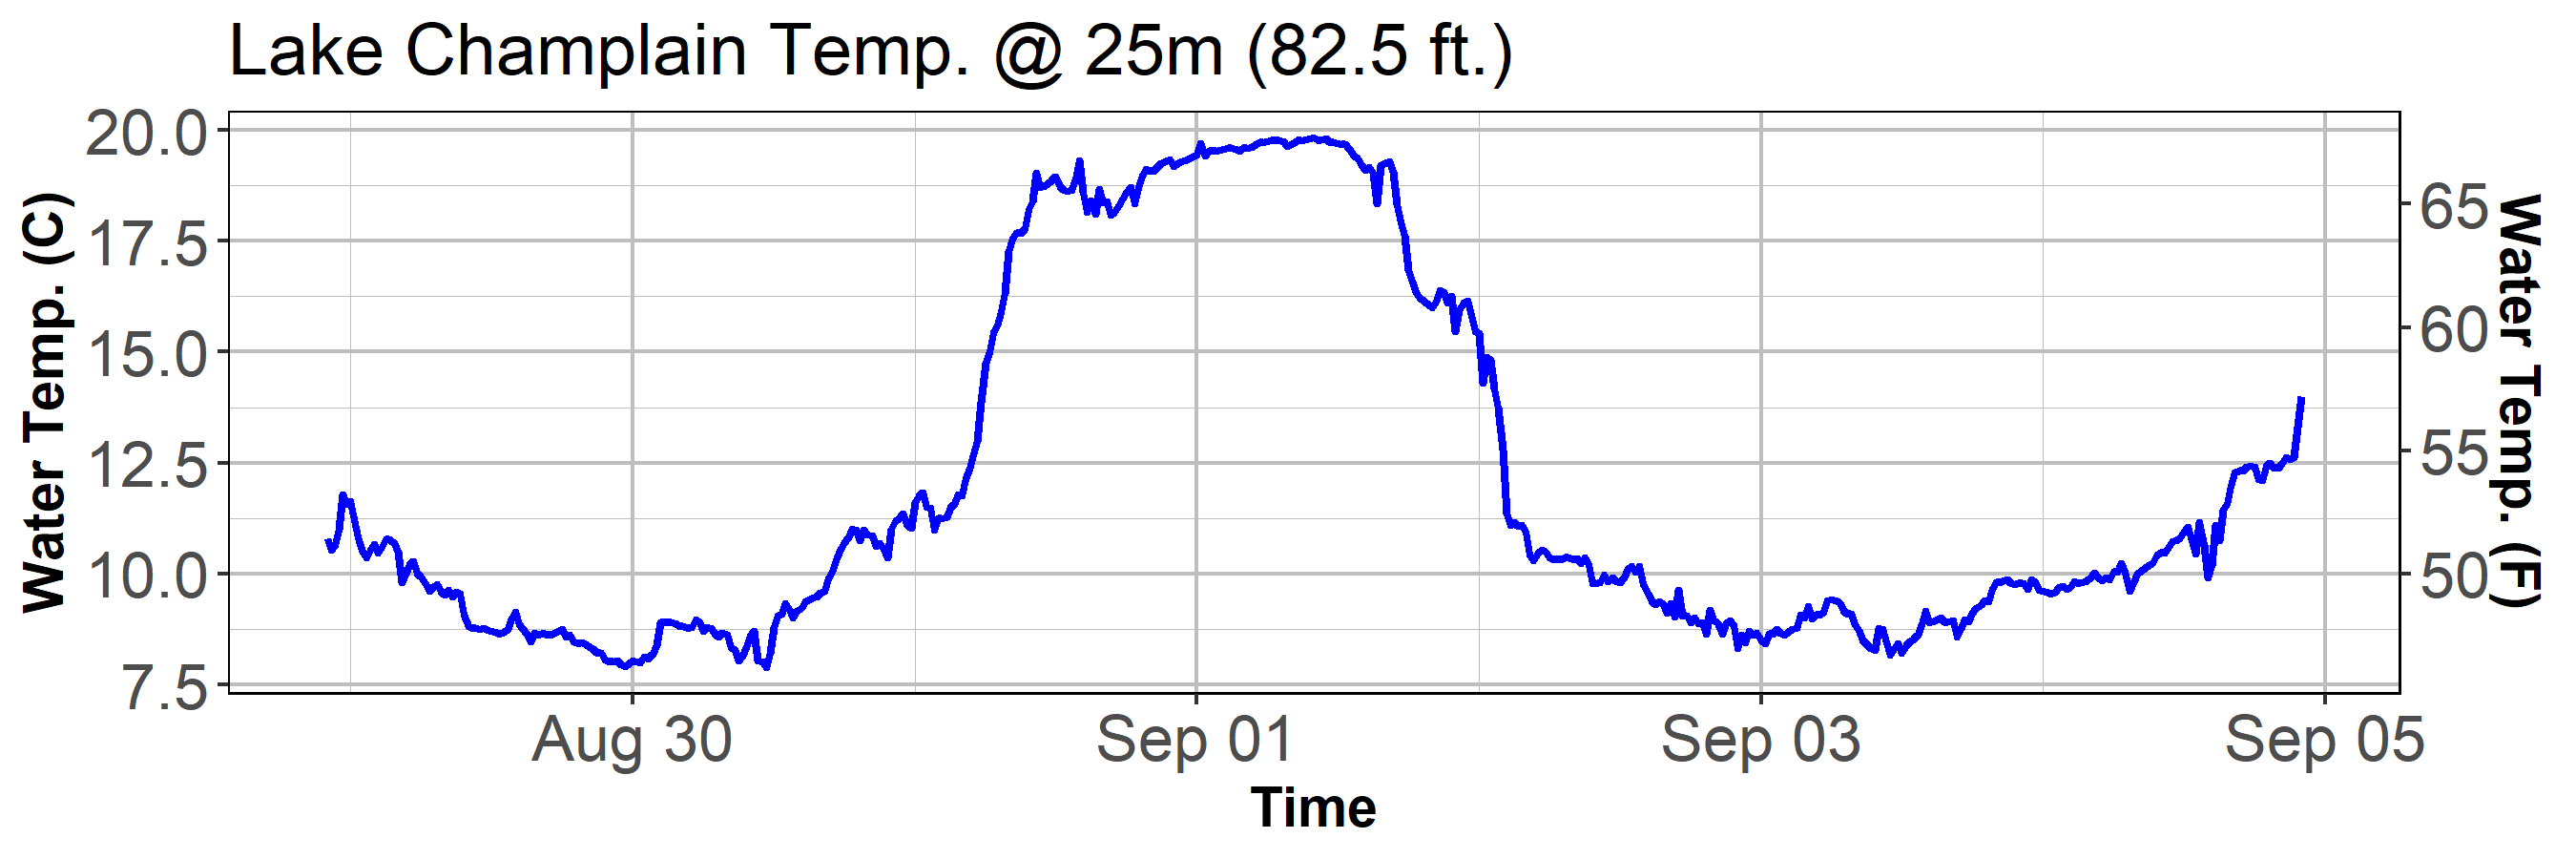 Lake Champlain Temp. @ 25m (82.5 ft.)
Water Temp. (C)
20.0
17.5
15.0
12.5
10.0
7.5
65
60
55
50
Water Temp. (F)
Aug 30
Sep 01
Sep 03
Sep 05
Time